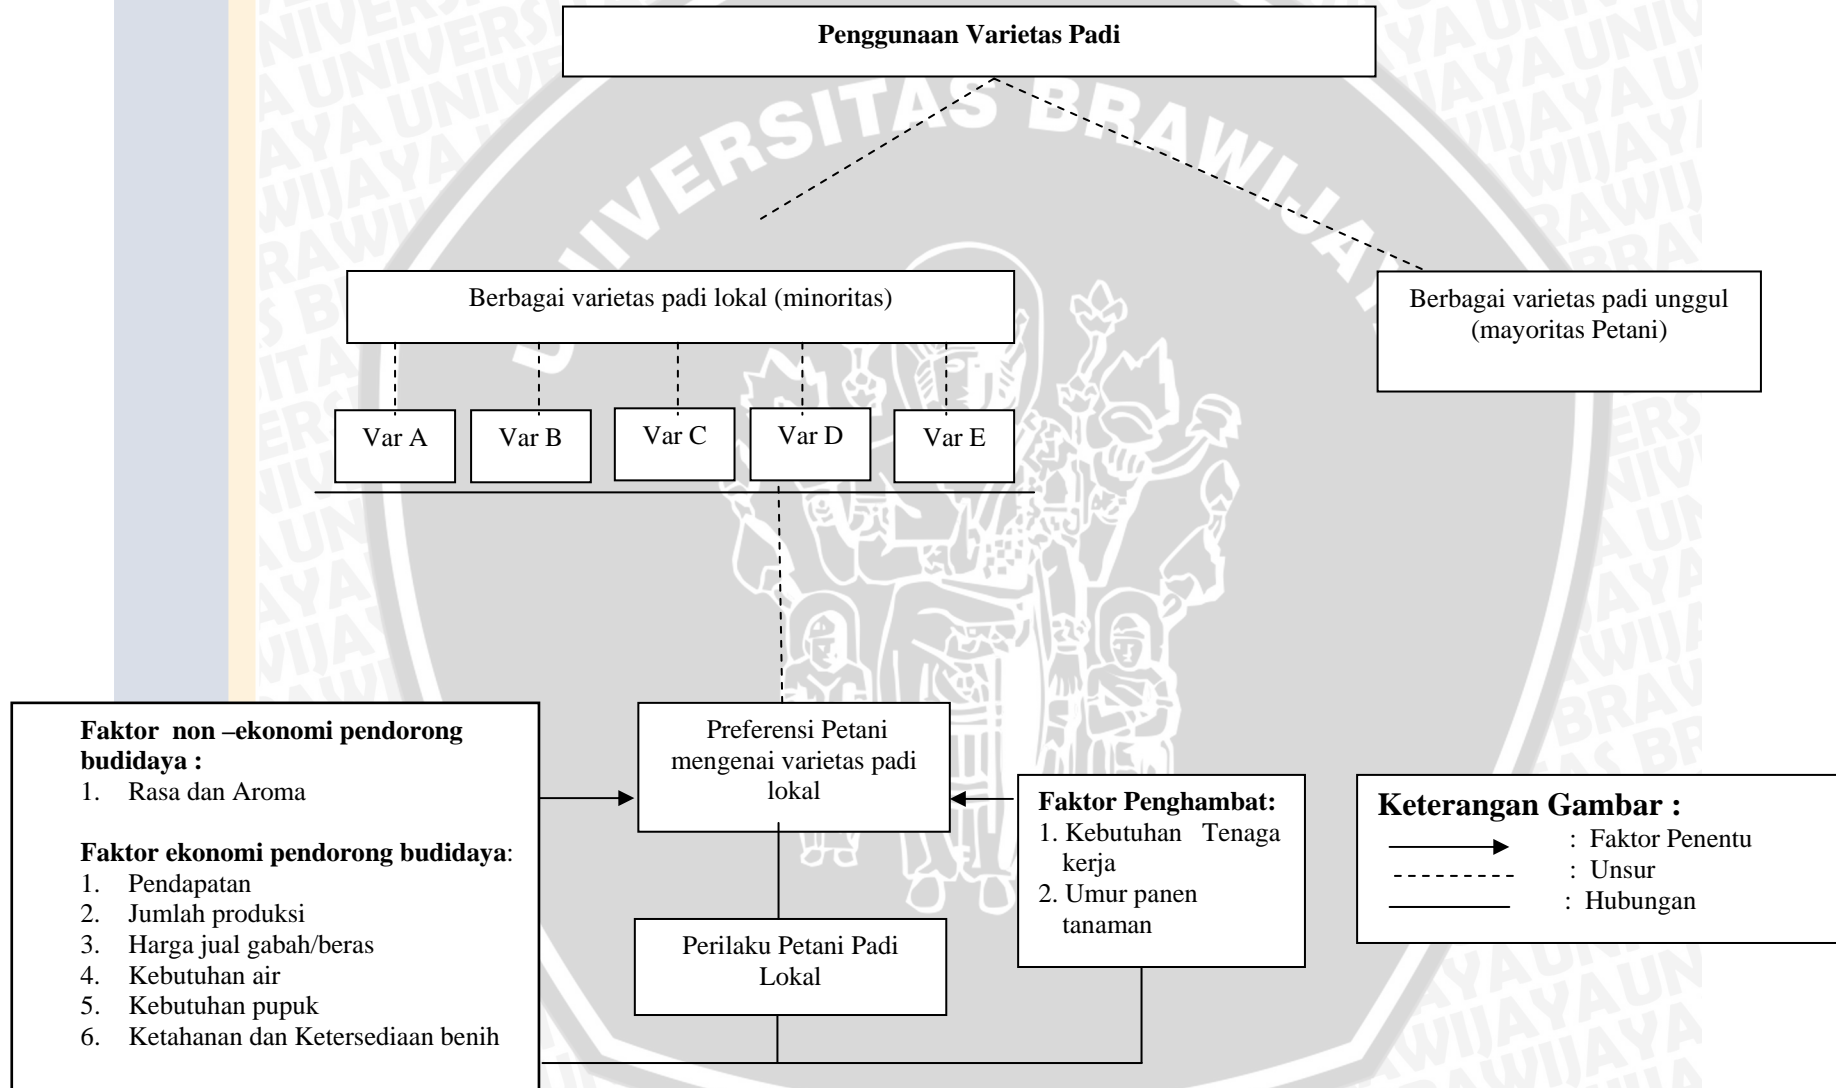 Penggunaan Varietas Padi
UNIVERSITAS BRAWIJAYA
Berbagai varietas padi lokal (minoritas)
Berbagai varietas padi unggul
(mayoritas Petani)
Var A
Var B
Var C
Var D
Var E
Faktor non –ekonomi pendorong
budidaya :
1. Rasa dan Aroma
Faktor ekonomi pendorong budidaya:
1. Pendapatan
2. Jumlah produksi
3. Harga jual gabah/beras
4. Kebutuhan air
5. Kebutuhan pupuk
6. Ketahanan dan Ketersediaan benih
Preferensi Petani
mengenai varietas padi
lokal
Perilaku Petani Padi
Lokal
Faktor Penghambat:
1. Kebutuhan Tenaga
kerja
2. Umur panen
tanaman
Keterangan Gambar :
: Faktor Penentu
: Unsur
: Hubungan